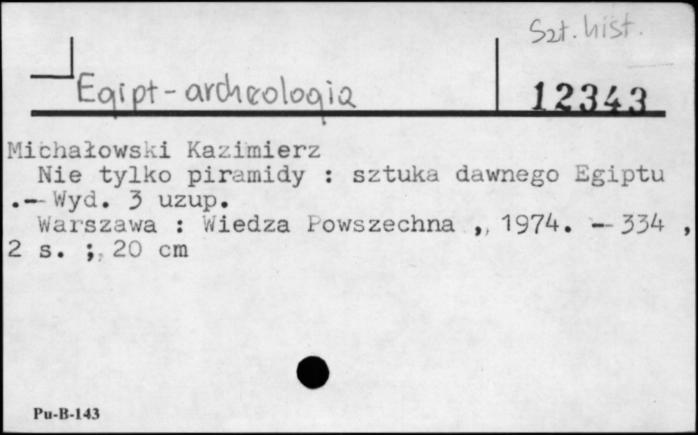 Szt. hist.
Egipt - archeologia
12343
Michałowski Kazimierz
Nie tylko piramidy : sztuka dawnego Egiptu
.— Wyd. 3 uzup.
Warszawa : Wiedza Powszechna , 1974. — 334 ,
2 s. ; 20 cm
Pu-B-143